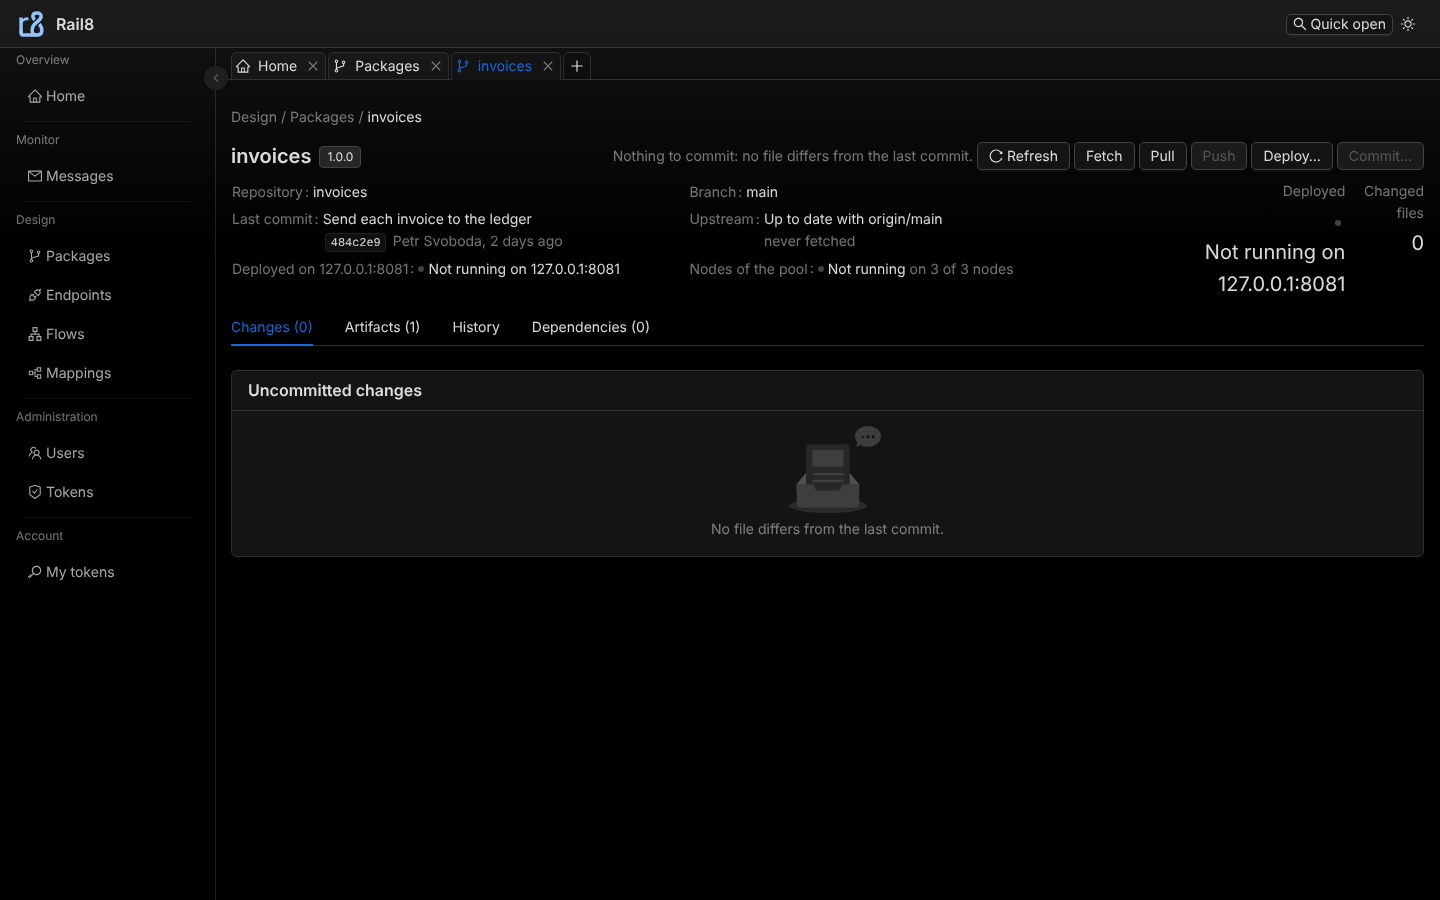 Rail8
Quick open
Overview
Home
Monitor
Messages
Design
Packages
Endpoints
Flows
Mappings
Administration
Users
Tokens
Account
My tokens
Home
Packages
invoices
Design / Packages / invoices
invoices 1.0.0
Nothing to commit: no file differs from the last commit.
Refresh
Fetch
Pull
Push
Deploy...
Commit...
Repository: invoices
Branch: main
Last commit: Send each invoice to the ledger
484c2e9 Petr Svoboda, 2 days ago
Upstream: Up to date with origin/main
never fetched
Deployed on 127.0.0.1:8081: Not running on 127.0.0.1:8081
Nodes of the pool: Not running on 3 of 3 nodes
Deployed
Not running on
127.0.0.1:8081
Changed
files
0
Changes (0)
Artifacts (1)
History
Dependencies (0)
Uncommitted changes
No file differs from the last commit.